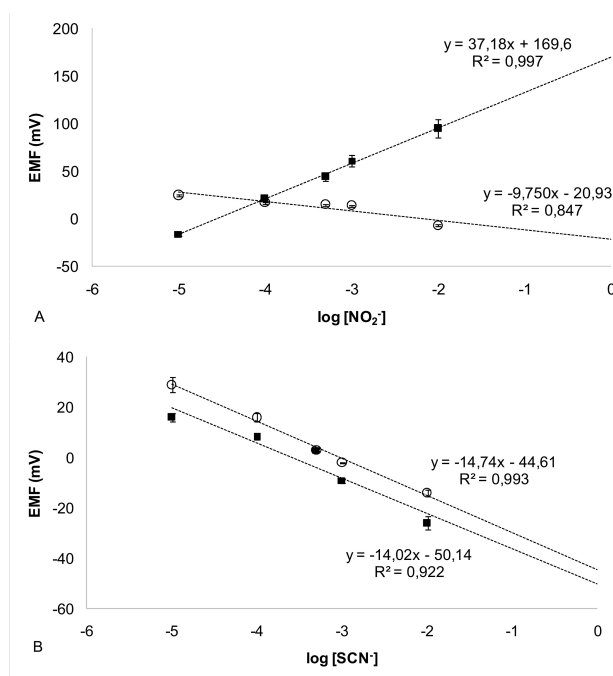 200
150
100
50
0
-50
EMF (mV)
y = 37,18x + 169,6
R² = 0,997
y = -9,750x - 20,93
R² = 0,847
-6 -5 -4 -3 -2 -1 0
A
log [NO₂⁻]
40
20
0
-20
-40
-60
EMF (mV)
y = -14,74x - 44,61
R² = 0,993
y = -14,02x - 50,14
R² = 0,922
-6 -5 -4 -3 -2 -1 0
B
log [SCN⁻]